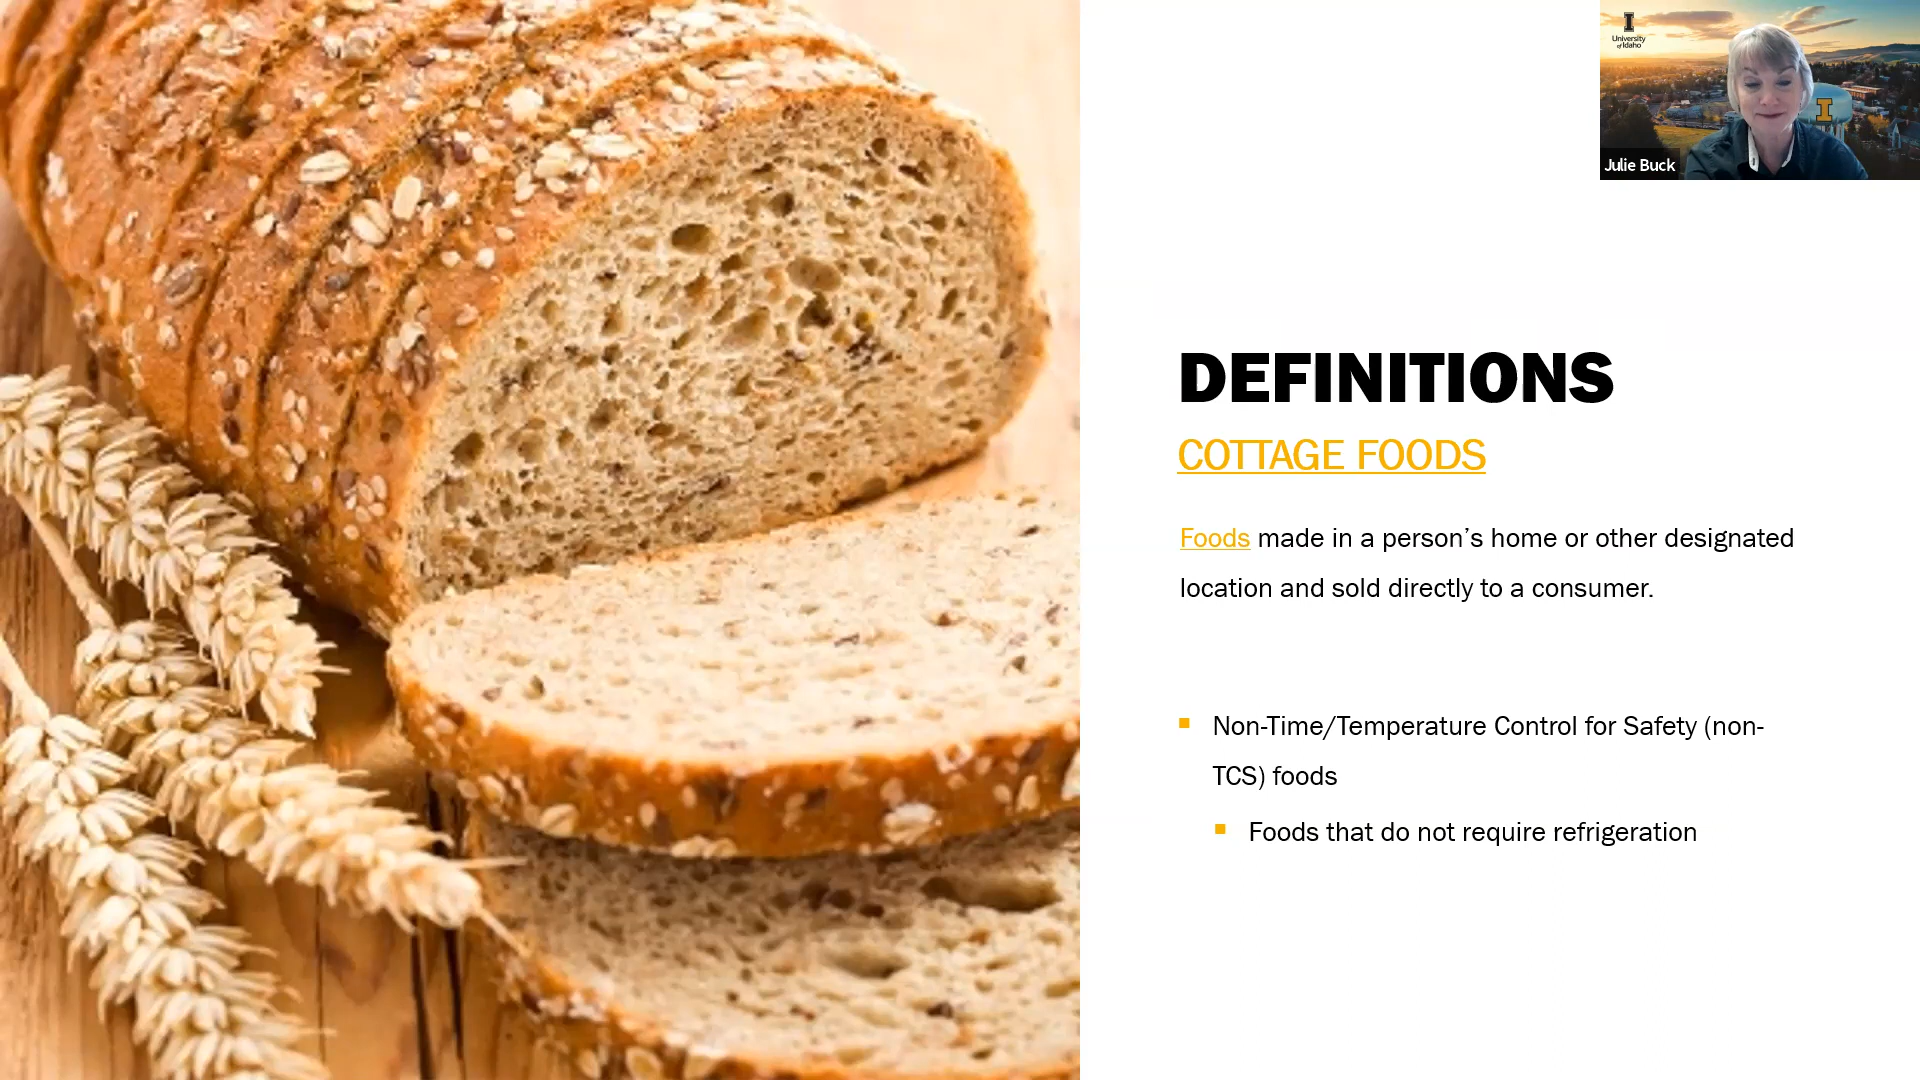 University
of Idaho
Julie Buck
DEFINITIONS
COTTAGE FOODS
Foods made in a person’s home or other designated
location and sold directly to a consumer.
Non-Time/Temperature Control for Safety (non-
TCS) foods
Foods that do not require refrigeration